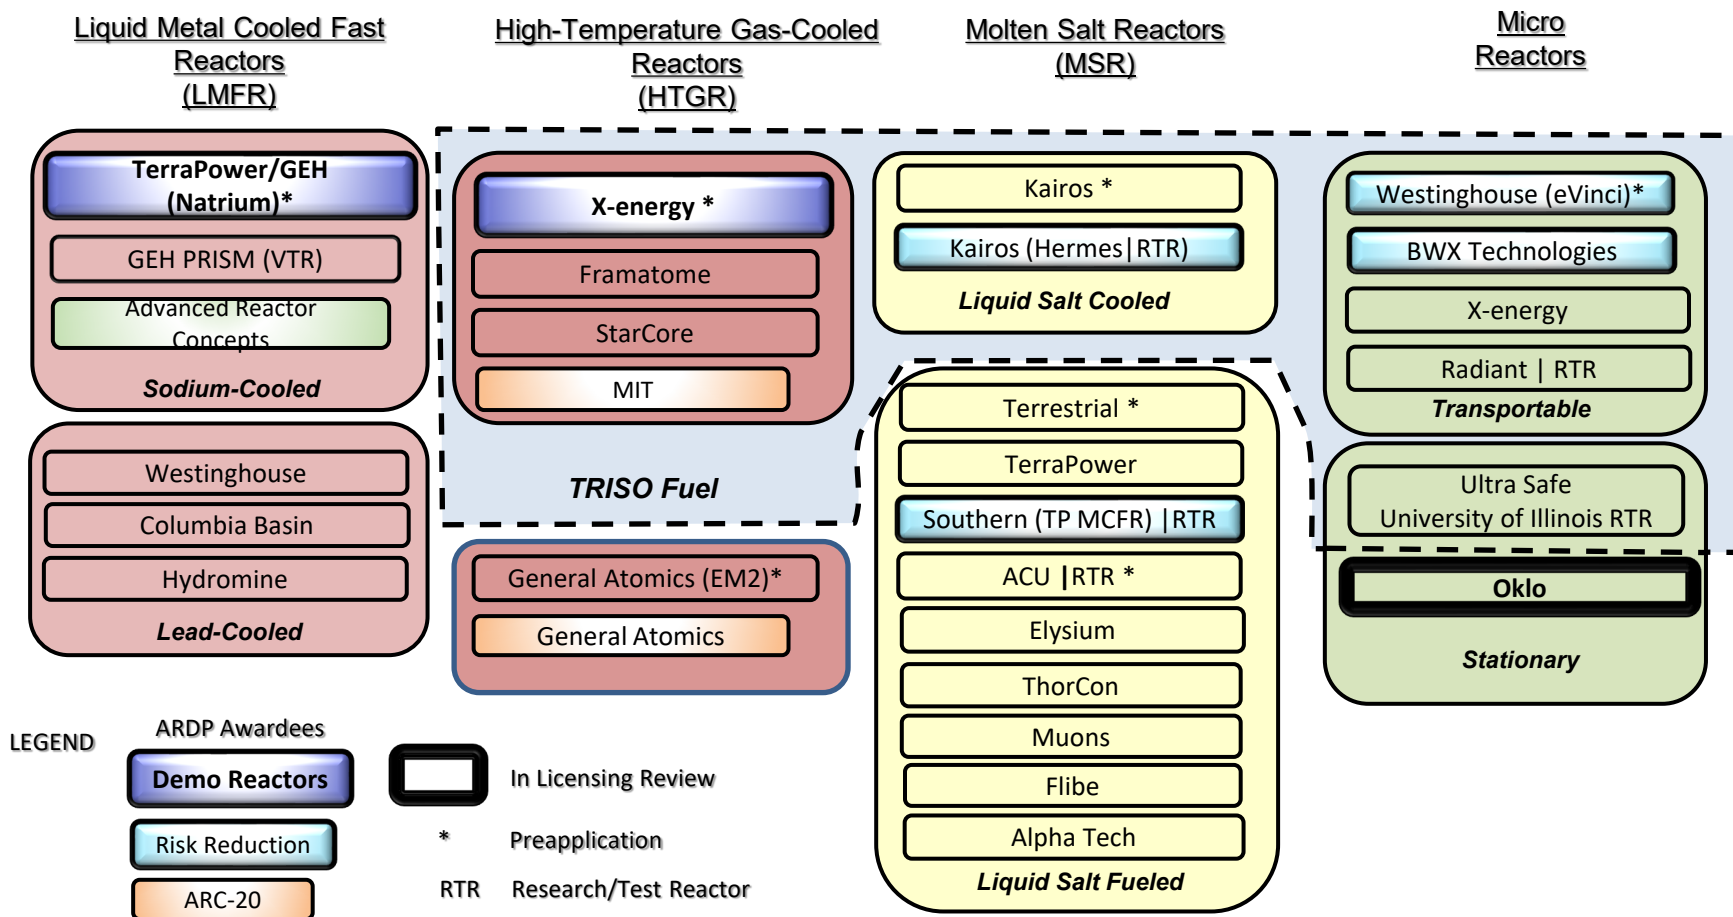 Liquid Metal Cooled Fast
Reactors
(LMFR)
High-Temperature Gas-Cooled
Reactors
(HTGR)
Molten Salt Reactors
(MSR)
Micro
Reactors
TerraPower/GEH
(Natrium)*
GEH PRISM (VTR)
Advanced Reactor
Concepts
Sodium-Cooled
Westinghouse
Columbia Basin
Hydromine
Lead-Cooled
X-energy *
Framatome
StarCore
MIT
TRISO Fuel
General Atomics (EM2)*
General Atomics
Kairos *
Kairos (Hermes|RTR)
Liquid Salt Cooled
Terrestrial *
TerraPower
Southern (TP MCFR) |RTR
ACU |RTR *
Elysium
ThorCon
Muons
Flibe
Alpha Tech
Liquid Salt Fueled
Westinghouse (eVinci)*
BWX Technologies
X-energy
Radiant | RTR
Transportable
Ultra Safe
University of Illinois RTR
Oklo
Stationary
LEGEND
ARDP Awardees
Demo Reactors
Risk Reduction
ARC-20
In Licensing Review
* Preapplication
RTR Research/Test Reactor